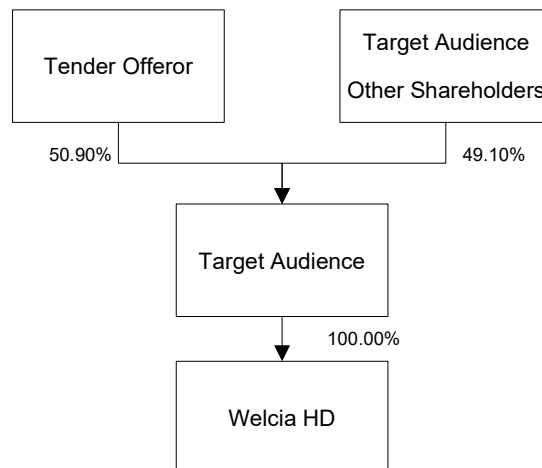 Tender Offeror
Target Audience
Other Shareholders
50.90%
49.10%
Target Audience
100.00%
Welcia HD